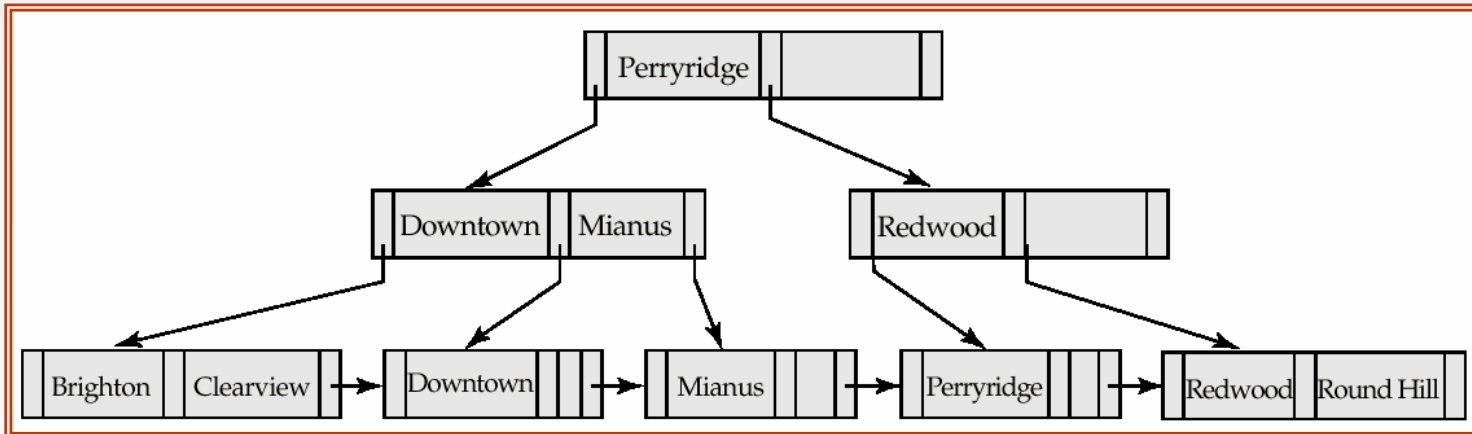 Perryridge
Downtown Mianus Redwood
Brighton Clearview Downtown Mianus Perryridge Redwood Round Hill